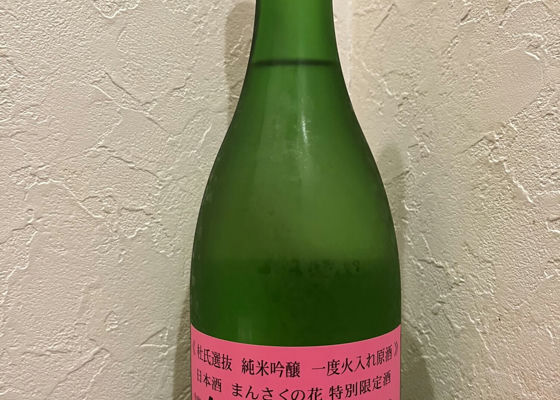 《杜氏選抜 純米吟醸 一度火入れ原酒》
日本酒 まんさくの花 特別限定酒